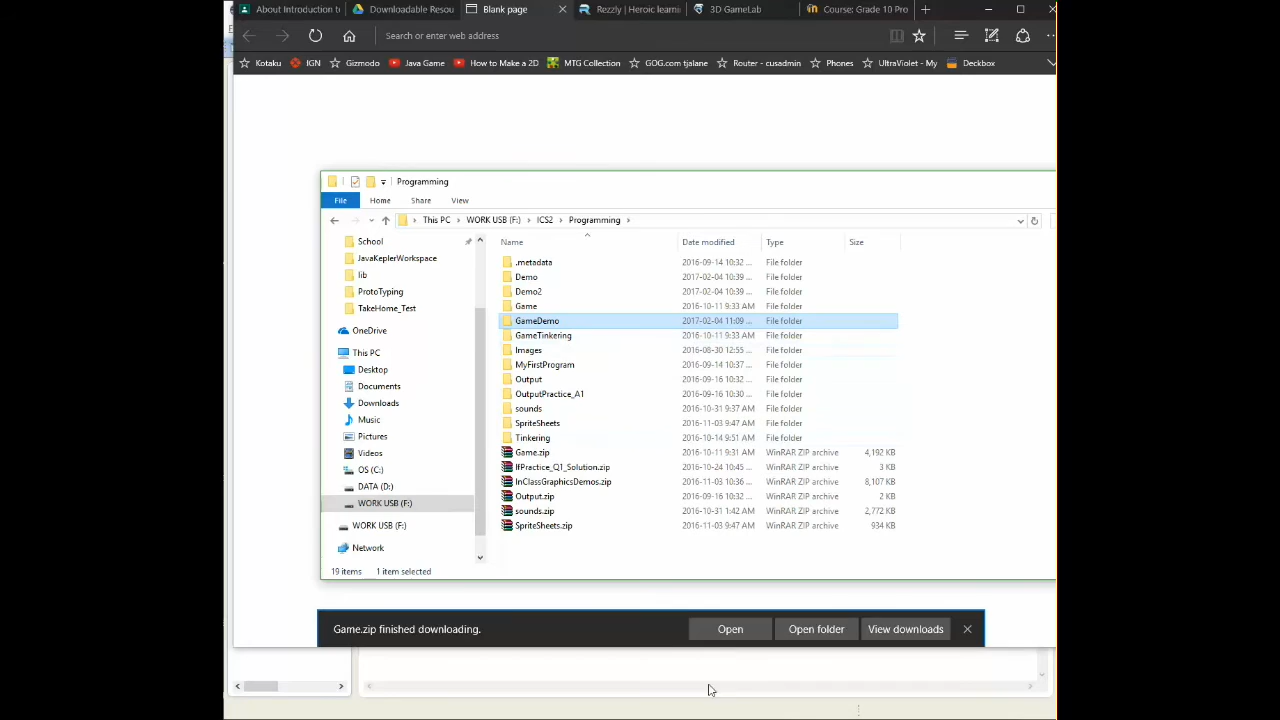 About Introduction t Downloadable Resou Blank page Rezzly | Heroic learni 3D GameLab Course: Grade 10 Pro
Search or enter web address
Kotaku IGN Gizmodo Java Game How to Make a 2D MTG Collection GOG.com tjalane Router - cusadmin Phones UltraViolet - My Deckbox
Programming
File Home Share View
This PC WORK USB (F:) ICS2 Programming
School
JavaKeplerWorkspace
lib
ProtoTyping
TakeHome_Test
OneDrive
This PC
Desktop
Documents
Downloads
Music
Pictures
Videos
OS (C:)
DATA (D:)
WORK USB (F:)
WORK USB (F:)
Network
Name Date modified Type Size
.metadata 2016-09-14 10:32 ... File folder
Demo 2017-02-04 10:39 ... File folder
Demo2 2017-02-04 10:39 ... File folder
Game 2016-10-11 9:33 AM File folder
GameDemo 2017-02-04 11:09 ... File folder
GameTinkering 2016-10-11 9:33 AM File folder
Images 2016-08-30 12:55 ... File folder
MyFirstProgram 2016-09-14 10:37 ... File folder
Output 2016-09-16 10:32 ... File folder
OutputPractice_A1 2016-09-16 10:30 ... File folder
sounds 2016-10-31 9:37 AM File folder
SpriteSheets 2016-11-03 9:47 AM File folder
Tinkering 2016-10-14 9:51 AM File folder
Game.zip 2016-10-11 9:31 AM WinRAR ZIP archive 4,192 KB
IfPractice_Q1_Solution.zip 2016-10-24 10:45 ... WinRAR ZIP archive 3 KB
InClassGraphicsDemos.zip 2016-11-03 10:36 ... WinRAR ZIP archive 8,107 KB
Output.zip 2016-09-16 10:32 ... WinRAR ZIP archive 2 KB
sounds.zip 2016-10-31 1:42 AM WinRAR ZIP archive 2,772 KB
SpriteSheets.zip 2016-11-03 9:47 AM WinRAR ZIP archive 934 KB
19 items 1 item selected
Game.zip finished downloading. Open Open folder View downloads